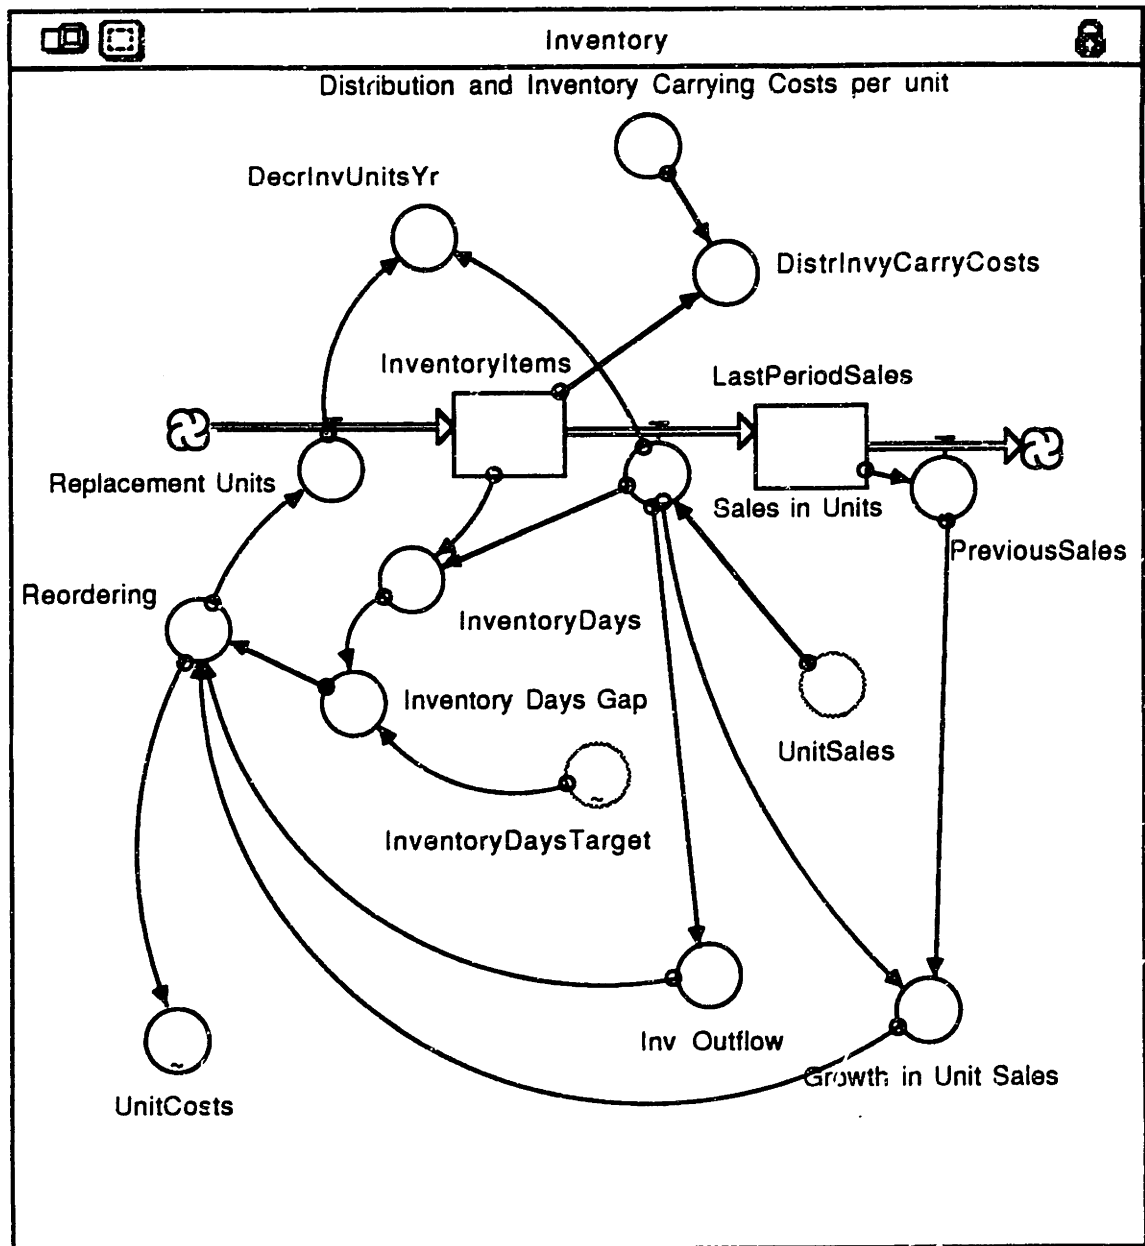 Inventory
Distribution and Inventory Carrying Costs per unit
DecrInvUnitsYr
DistrInvyCarryCosts
InventoryItems
LastPeriodSales
Replacement Units
Sales in Units
PreviousSales
Reordering
InventoryDays
Inventory Days Gap
UnitSales
~
InventoryDaysTarget
Inv Outflow
~
Growth in Unit Sales
UnitCosts